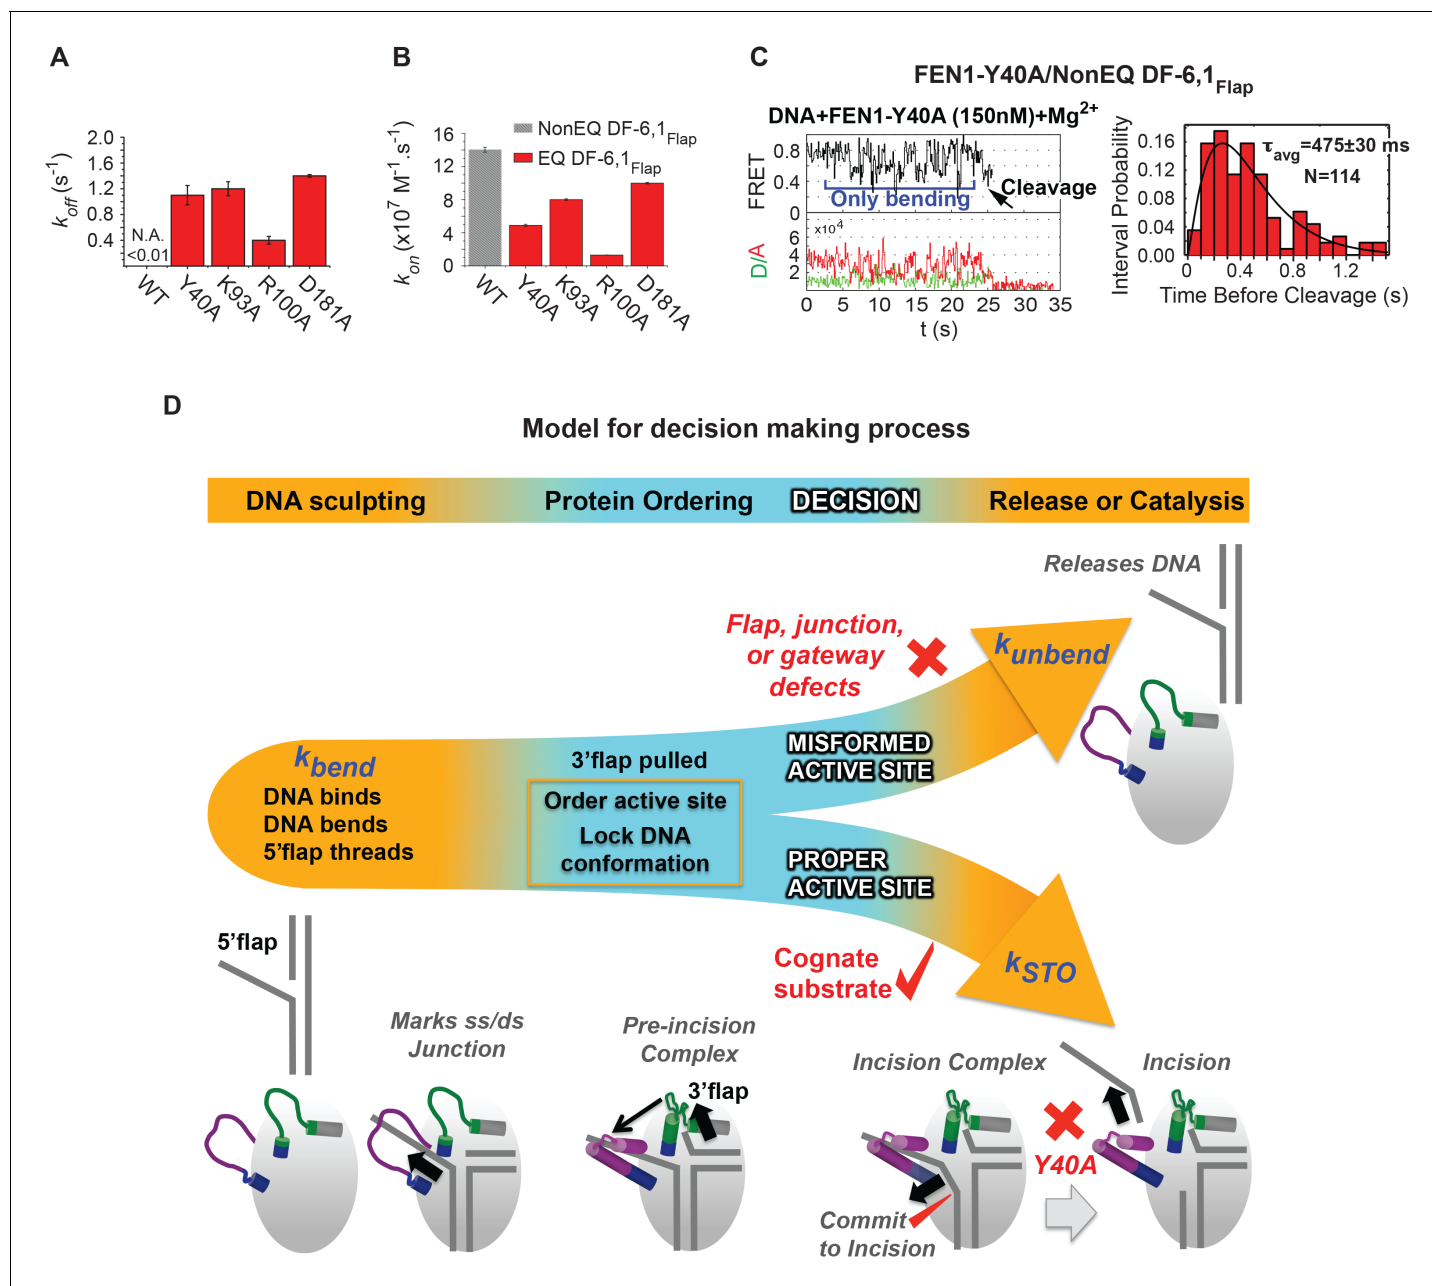 A
k_off (s⁻¹)
2.0
1.6
1.2
0.8
0.4
N.A.
<0.01
WT
Y40A
K93A
R100A
D181A
B
k_on (x10⁷ M⁻¹.s⁻¹)
16
12
8
4
0
NonEQ DF-6,1Flap
EQ DF-6,1Flap
WT
Y40A
K93A
R100A
D181A
C
FEN1-Y40A/NonEQ DF-6,1Flap
DNA+FEN1-Y40A (150nM)+Mg²⁺
FRET
0.8
0.4
0
Only bending
Cleavage
D/A
x10⁴
6
4
2
0 5 10 15 20 25 30 35
t (s)
Interval Probability
0.16
0.12
0.08
0.04
0.00
τavg=475±30 ms
N=114
0 0.4 0.8 1.2
Time Before Cleavage (s)
D
Model for decision making process
DNA sculpting
Protein Ordering
DECISION
Release or Catalysis
Releases DNA
Flap, junction,
or gateway
defects
k_unbend
k_bend
DNA binds
DNA bends
5'flap threads
3'flap pulled
Order active site
Lock DNA
conformation
MISFORMED
ACTIVE SITE
PROPER
ACTIVE SITE
Cognate
substrate
k_STO
5'flap
Marks ss/ds
Junction
Pre-incision
Complex
3'flap
Incision Complex
Incision
Y40A
Commit
to Incision